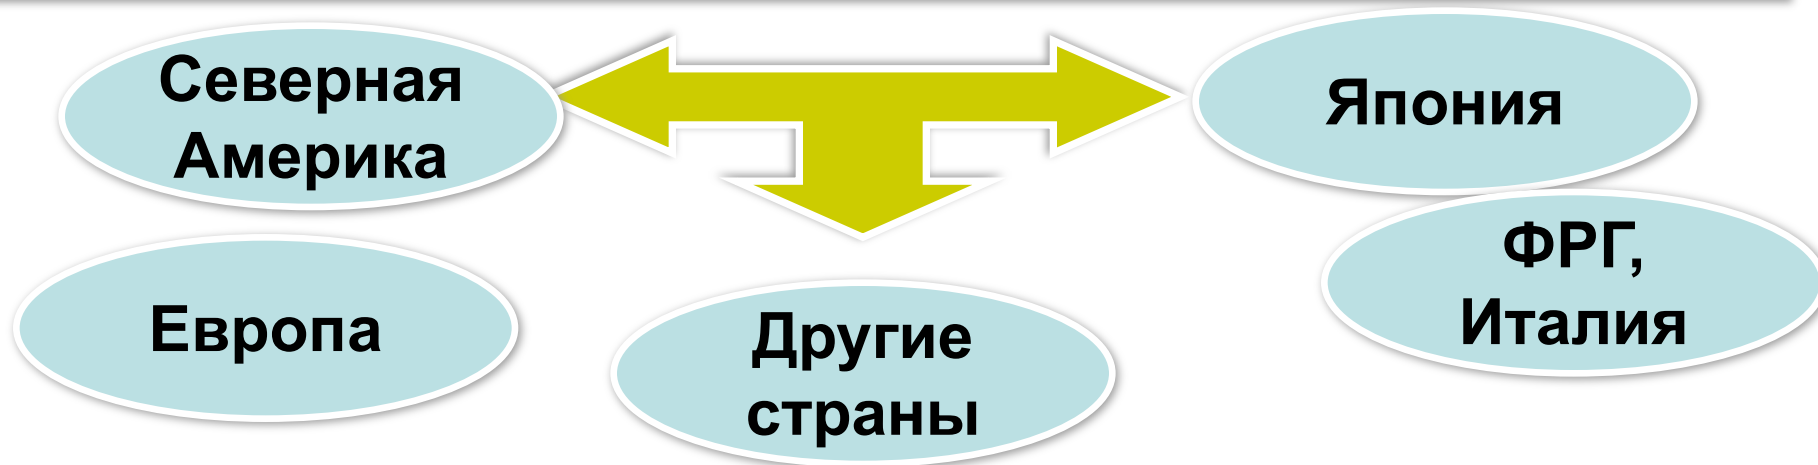 Северная
Америка
Япония
Европа
Другие
страны
ФРГ,
Италия